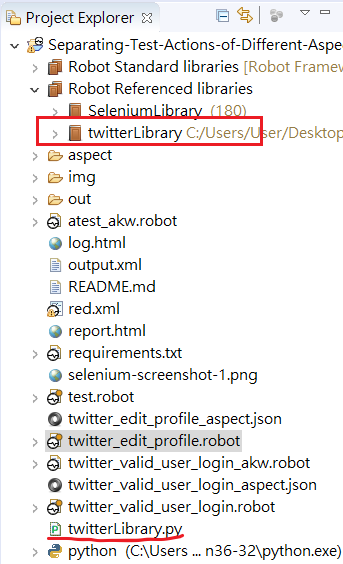 Project Explorer
Separating-Test-Actions-of-Different-Aspe
Robot Standard libraries [Robot Framew
Robot Referenced libraries
SeleniumLibrary (180)
twitterLibrary C:/Users/User/Desktop
aspect
img
out
atest_akw.robot
log.html
output.xml
README.md
red.xml
report.html
requirements.txt
selenium-screenshot-1.png
test.robot
twitter_edit_profile_aspect.json
twitter_edit_profile.robot
twitter_valid_user_login_akw.robot
twitter_valid_user_login_aspect.json
twitter_valid_user_login.robot
twitterLibrary.py
python (C:\Users ... n36-32\python.exe)